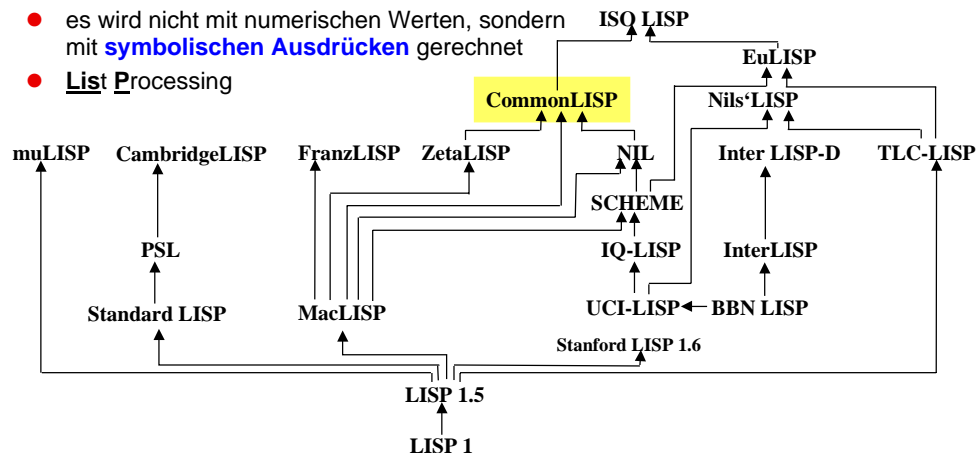 es wird nicht mit numerischen Werten, sondern
mit symbolischen Ausdrücken gerechnet
List Processing
ISO LISP
EuLISP
CommonLISP
Nils‘LISP
muLISP
CambridgeLISP
FranzLISP
ZetaLISP
NIL
Inter LISP-D
TLC-LISP
SCHEME
PSL
IQ-LISP
InterLISP
Standard LISP
MacLISP
UCI-LISP
BBN LISP
Stanford LISP 1.6
LISP 1.5
LISP 1